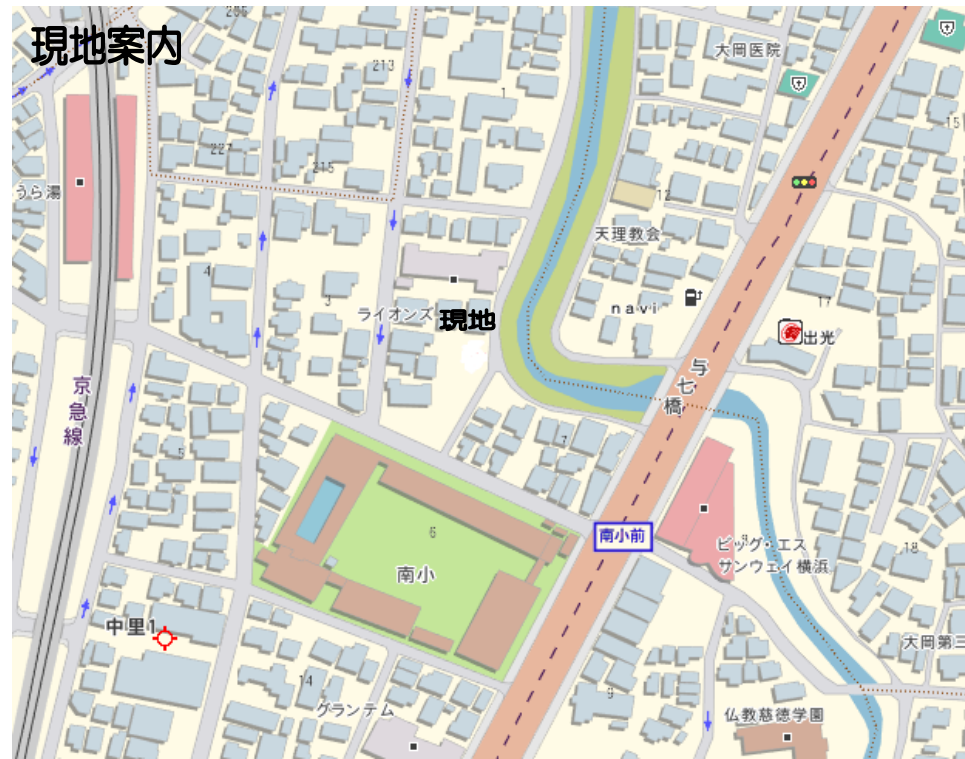 現地案内
206
大岡医院
213
1
15
227
215
うら湯
12
天理教会
4
3
17
navi
ライオンズ
現地
出光
与七橋
京急線
7
5
6
南小前
ビッグ・エス
サンウェイ横浜
18
南小
中里1
大岡第三
14
9
グランテム
仏教慈徳学園